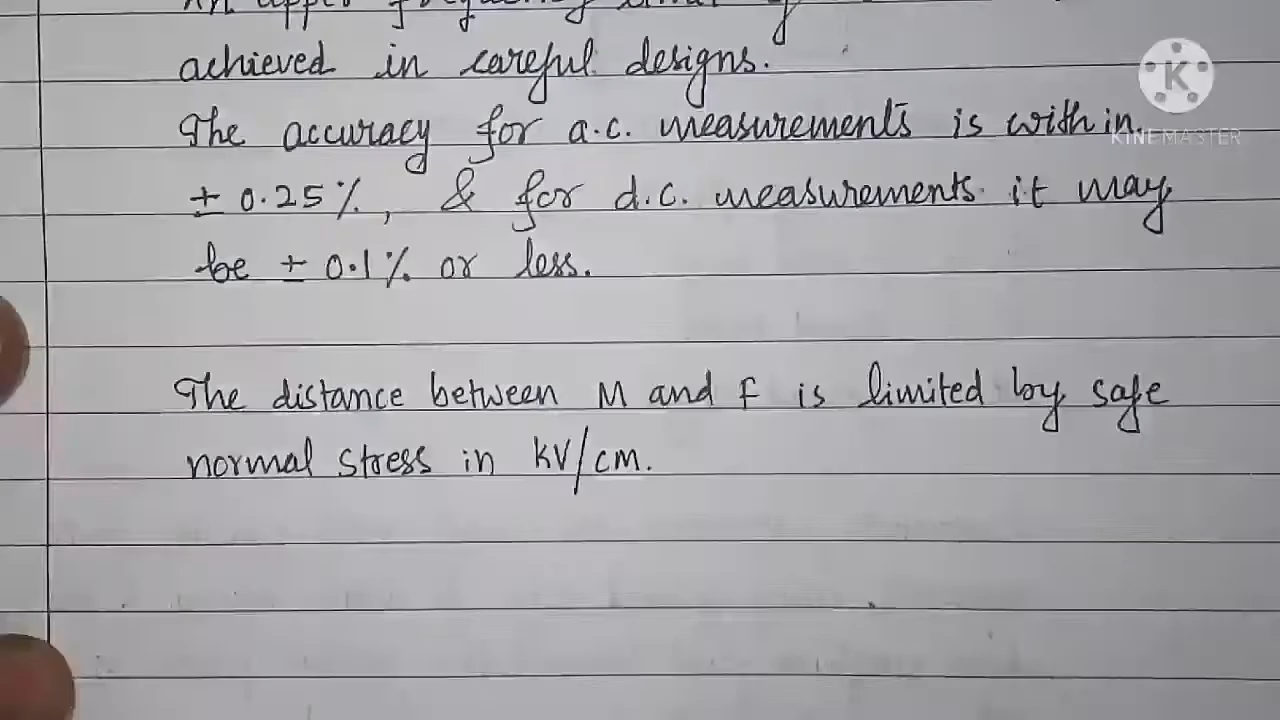 achieved in careful designs.
The accuracy for a.c. measurements is within
± 0.25%, & for d.c. measurements it may
be ± 0.1% or less.
The distance between M and F is limited by safe
normal stress in kV/cm.
K
KINEMASTER